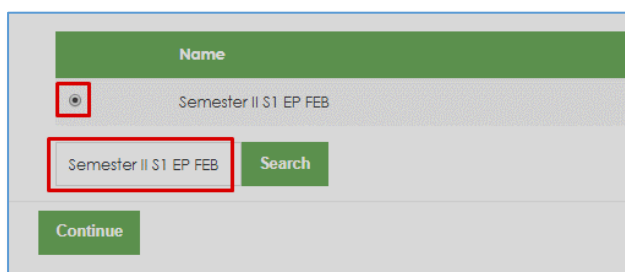 Name
Semester II S1 EP FEB
Semester II S1 EP FEB Search
Continue